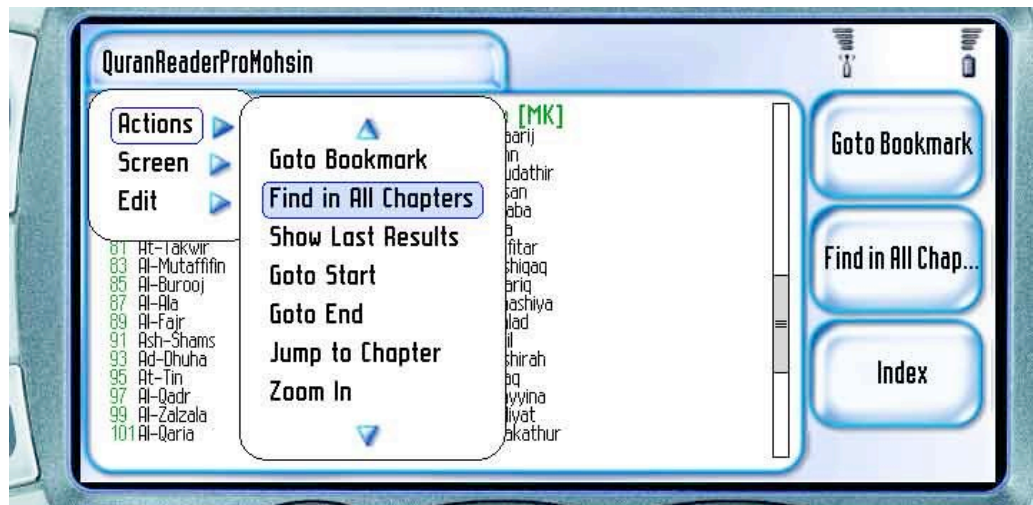 QuranReaderProMohsin
Actions
Screen
Edit
Goto Bookmark
Find in All Chapters
Show Last Results
Goto Start
Goto End
Jump to Chapter
Zoom In
[MK]
81 At-Takwir
83 Al-Mutaffifin
85 Al-Burooj
87 Al-Ala
89 Al-Fajr
91 Ash-Shams
93 Ad-Dhuha
95 At-Tin
97 Al-Qadr
99 Al-Zalzala
101 Al-Qaria
Goto Bookmark
Find in All Chap...
Index